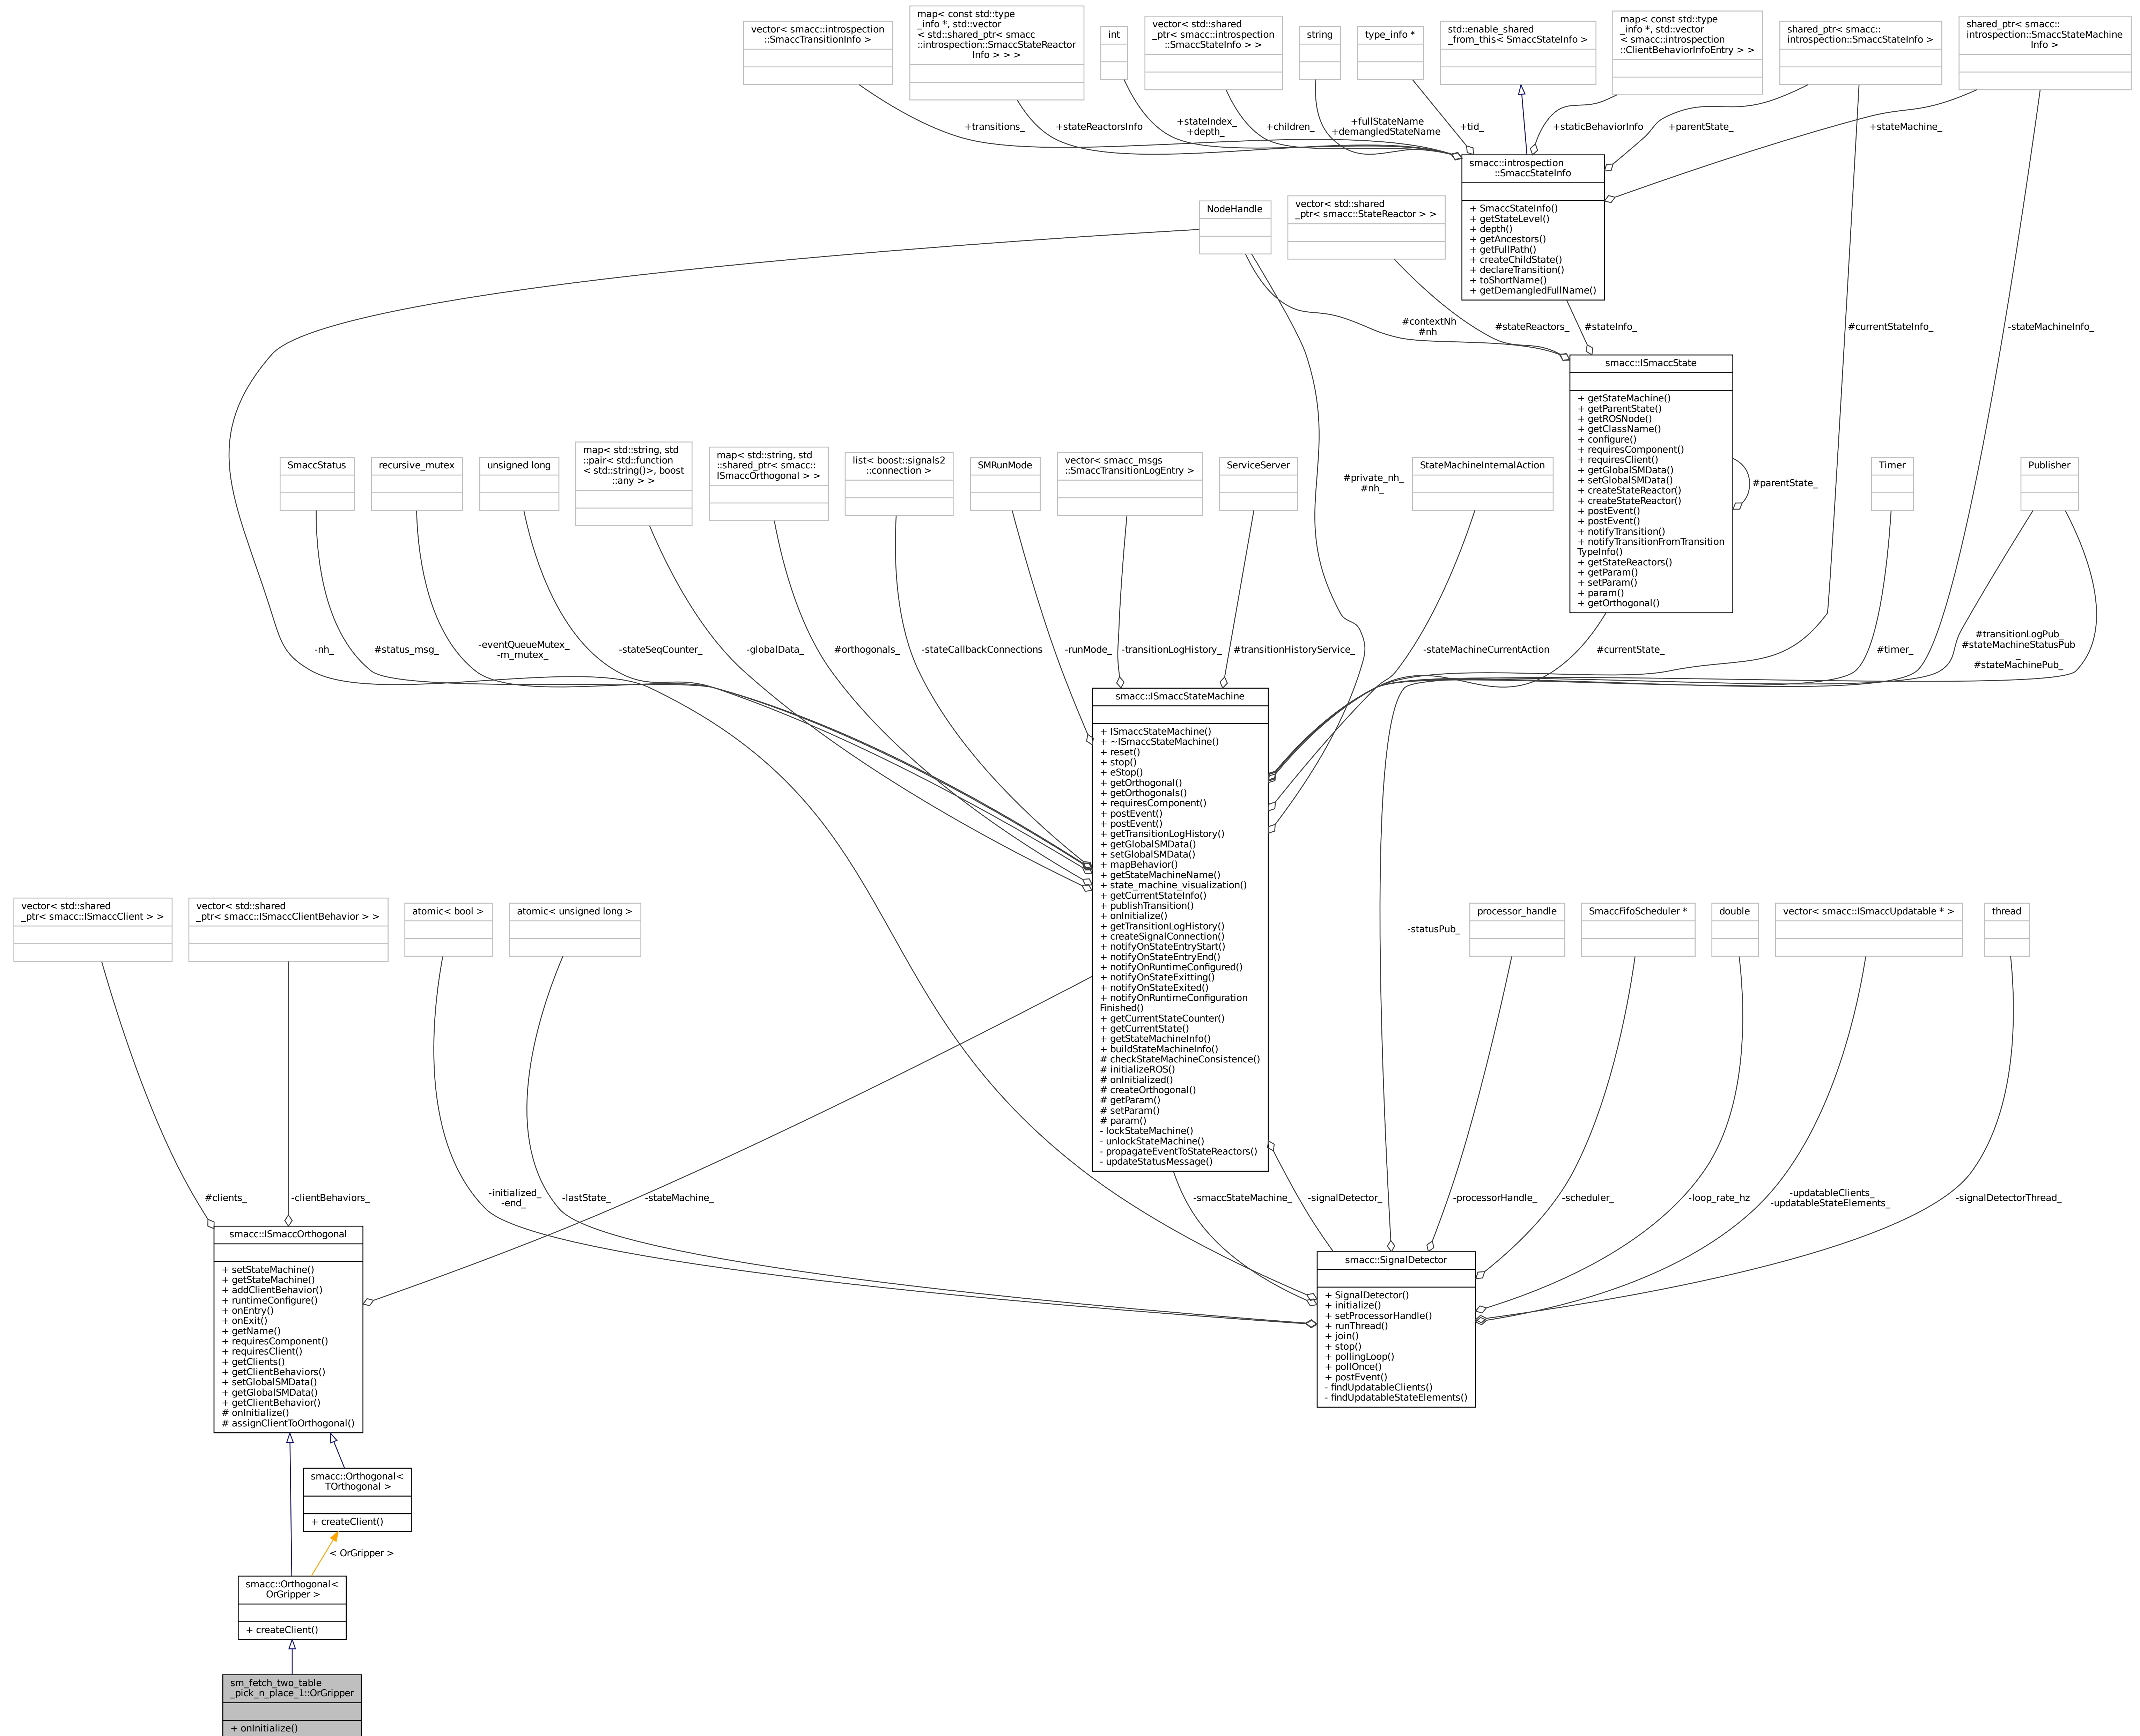 vector< smacc::introspection
::SmaccTransitionInfo >
map< const std::type
_info *, std::vector
< std::shared_ptr< smacc
::introspection::SmaccStateReactor
Info > > >
int
vector< std::shared
_ptr< smacc::introspection
::SmaccStateInfo > >
string
type_info *
std::enable_shared
_from_this< SmaccStateInfo >
map< const std::type
_info *, std::vector
< smacc::introspection
::ClientBehaviorInfoEntry > >
shared_ptr< smacc::
introspection::SmaccStateInfo >
shared_ptr< smacc::
introspection::SmaccStateMachine
Info >
+transitions_
+stateReactorsInfo
+stateIndex_
+depth_
+children_
+fullStateName
+demangledStateName
+tid_
+staticBehaviorInfo
+parentState_
+stateMachine_
smacc::introspection
::SmaccStateInfo
+ SmaccStateInfo()
+ getStateLevel()
+ depth()
+ getAncestors()
+ getFullPath()
+ createChildState()
+ declareTransition()
+ toShortName()
+ getDemangledFullName()
NodeHandle
vector< std::shared
_ptr< smacc::StateReactor > >
#contextNh
#nh
#stateReactors_
#stateInfo_
#currentStateInfo_
-stateMachineInfo_
smacc::ISmaccState
+ getStateMachine()
+ getParentState()
+ getROSNode()
+ getClassName()
+ configure()
+ requiresComponent()
+ requiresClient()
+ getGlobalSMData()
+ setGlobalSMData()
+ createStateReactor()
+ createStateReactor()
+ postEvent()
+ postEvent()
+ notifyTransition()
+ notifyTransitionFromTransition
TypeInfo()
+ getStateReactors()
+ getParam()
+ setParam()
+ param()
+ getOrthogonal()
#parentState_
SmaccStatus
recursive_mutex
unsigned long
map< std::string, std
::pair< std::function
< std::string()>, boost
::any > >
map< std::string, std
::shared_ptr< smacc::
ISmaccOrthogonal > >
list< boost::signals2
::connection >
SMRunMode
vector< smacc_msgs
::SmaccTransitionLogEntry >
ServiceServer
#private_nh_
#nh_
StateMachineInternalAction
Timer
Publisher
-nh_
#status_msg_
-eventQueueMutex_
-m_mutex_
-stateSeqCounter_
-globalData_
#orthogonals_
-stateCallbackConnections
-runMode_
-transitionLogHistory_
#transitionHistoryService_
-stateMachineCurrentAction
#currentState_
#timer_
#transitionLogPub_
#stateMachineStatusPub
_
#stateMachinePub_
smacc::ISmaccStateMachine
+ ISmaccStateMachine()
+ ~ISmaccStateMachine()
+ reset()
+ stop()
+ eStop()
+ getOrthogonal()
+ getOrthogonals()
+ requiresComponent()
+ postEvent()
+ postEvent()
+ getTransitionLogHistory()
+ getGlobalSMData()
+ setGlobalSMData()
+ mapBehavior()
+ getStateMachineName()
+ state_machine_visualization()
+ getCurrentStateInfo()
+ publishTransition()
+ onInitialize()
+ getTransitionLogHistory()
+ createSignalConnection()
+ notifyOnStateEntryStart()
+ notifyOnStateEntryEnd()
+ notifyOnRuntimeConfigured()
+ notifyOnStateExitting()
+ notifyOnStateExited()
+ notifyOnRuntimeConfiguration
Finished()
+ getCurrentStateCounter()
+ getCurrentState()
+ getStateMachineInfo()
+ buildStateMachineInfo()
# checkStateMachineConsistence()
# initializeROS()
# onInitialized()
# createOrthogonal()
# getParam()
# setParam()
# param()
- lockStateMachine()
- unlockStateMachine()
- propagateEventToStateReactors()
- updateStatusMessage()
vector< std::shared
_ptr< smacc::ISmaccClient > >
vector< std::shared
_ptr< smacc::ISmaccClientBehavior > >
atomic< bool >
atomic< unsigned long >
-statusPub_
processor_handle
SmaccFifoScheduler *
double
vector< smacc::ISmaccUpdatable * >
thread
#clients_
-clientBehaviors_
-initialized_
-end_
-lastState_
-stateMachine_
-smaccStateMachine_
-signalDetector_
-processorHandle_
-scheduler_
-loop_rate_hz
-updatableClients_
-updatableStateElements_
-signalDetectorThread_
smacc::ISmaccOrthogonal
+ setStateMachine()
+ getStateMachine()
+ addClientBehavior()
+ runtimeConfigure()
+ onEntry()
+ onExit()
+ getName()
+ requiresComponent()
+ requiresClient()
+ getClients()
+ getClientBehaviors()
+ setGlobalSMData()
+ getGlobalSMData()
+ getClientBehavior()
# onInitialize()
# assignClientToOrthogonal()
smacc::SignalDetector
+ SignalDetector()
+ initialize()
+ setProcessorHandle()
+ runThread()
+ join()
+ stop()
+ pollingLoop()
+ pollOnce()
+ postEvent()
- findUpdatableClients()
- findUpdatableStateElements()
smacc::Orthogonal<
TOrthogonal >
+ createClient()
< OrGripper >
smacc::Orthogonal<
OrGripper >
+ createClient()
sm_fetch_two_table
_pick_n_place_1::OrGripper
+ onInitialize()